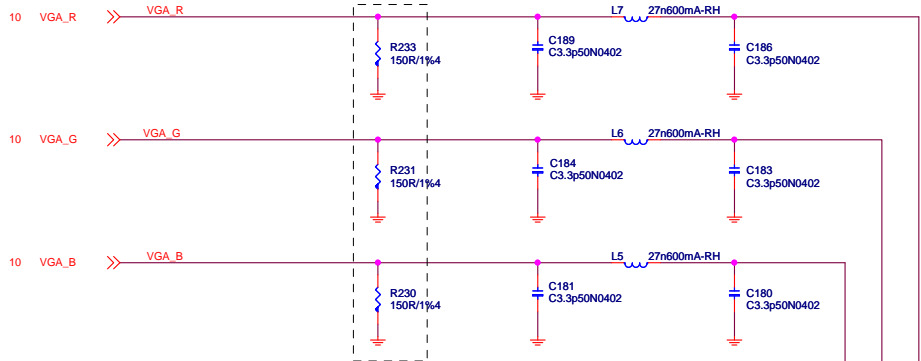 10 VGA_R VGA_R L7 27n600mA-RH
R233
150R/1%4
C189
C3.3p50N0402
C186
C3.3p50N0402
10 VGA_G VGA_G L6 27n600mA-RH
R231
150R/1%4
C184
C3.3p50N0402
C183
C3.3p50N0402
10 VGA_B VGA_B L5 27n600mA-RH
R230
150R/1%4
C181
C3.3p50N0402
C180
C3.3p50N0402